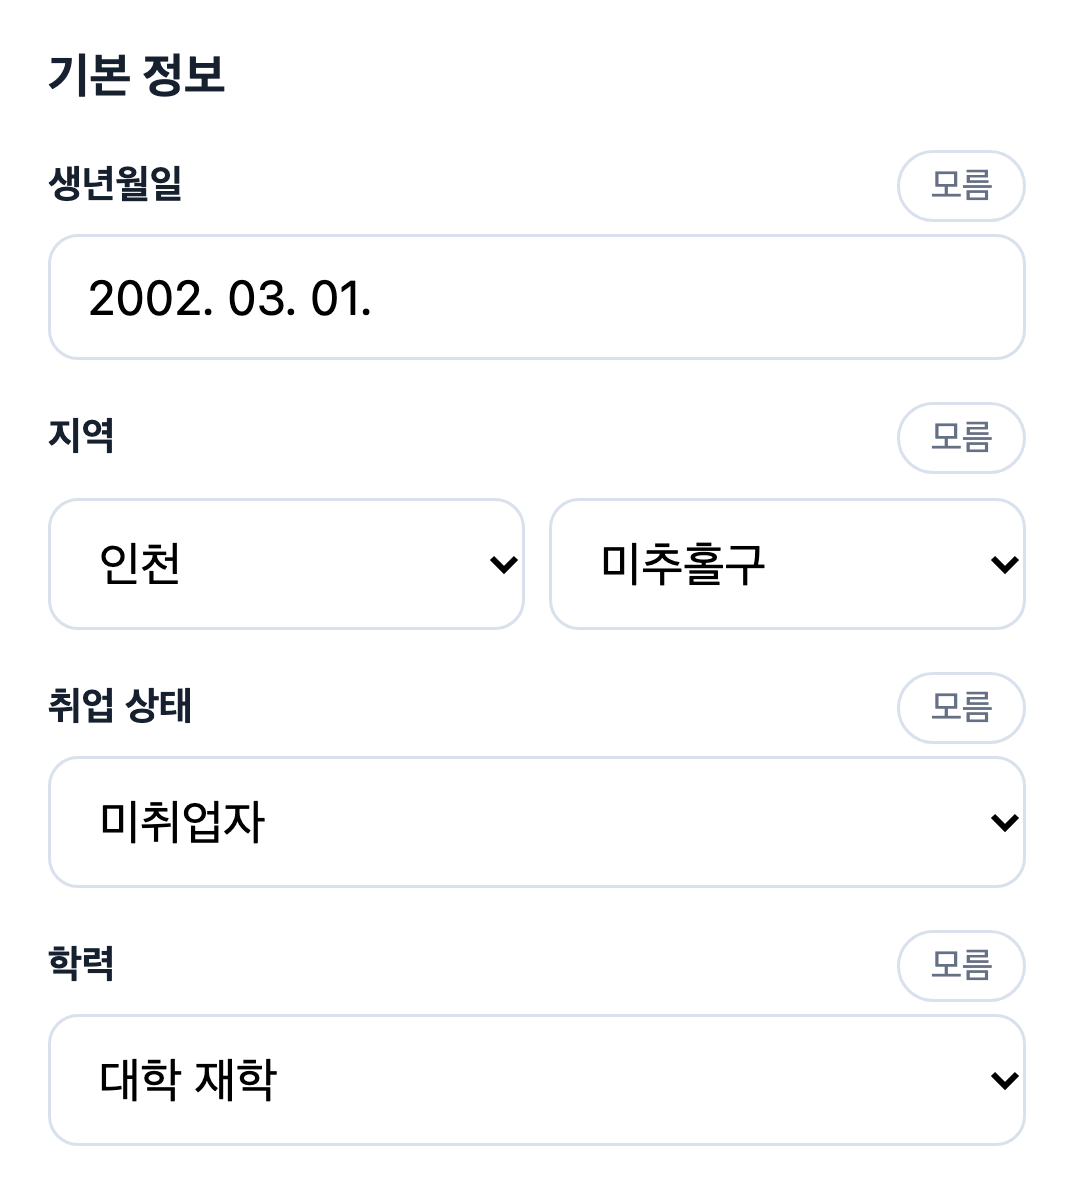 기본 정보
생년월일 모름
2002. 03. 01.
지역 모름
인천 미추홀구
취업 상태 모름
미취업자
학력 모름
대학 재학